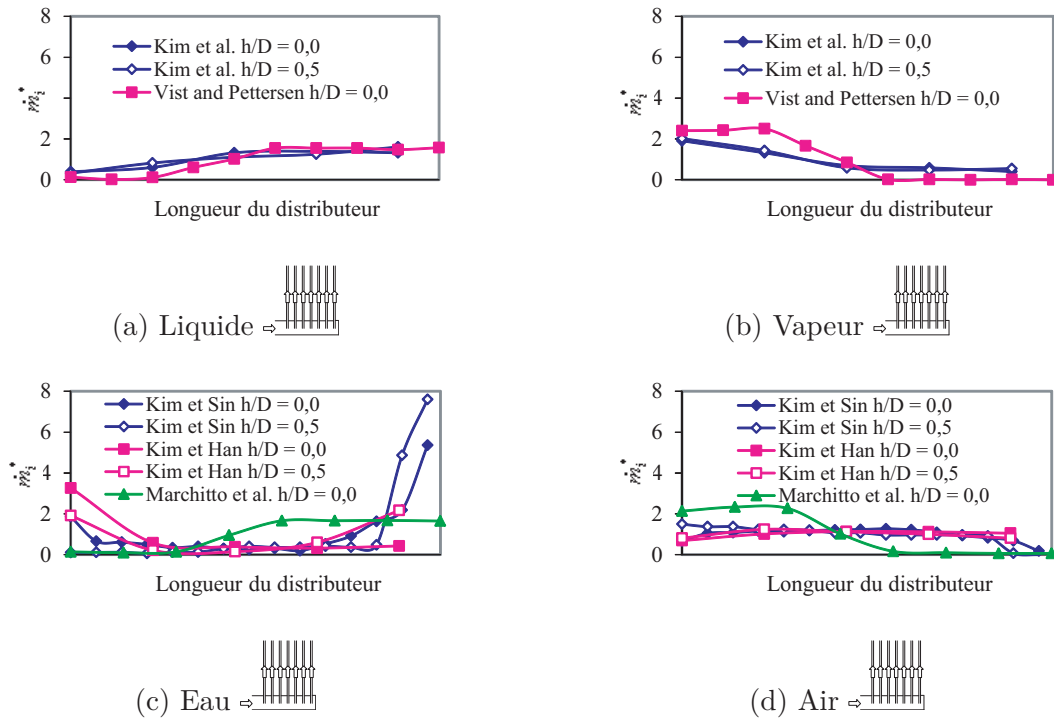 8
6
4
2
0
ṁᵢ*
Kim et al. h/D = 0,0
Kim et al. h/D = 0,5
Vist and Pettersen h/D = 0,0
Longueur du distributeur
(a) Liquide
8
6
4
2
0
ṁᵢ*
Kim et al. h/D = 0,0
Kim et al. h/D = 0,5
Vist and Pettersen h/D = 0,0
Longueur du distributeur
(b) Vapeur
8
6
4
2
0
ṁᵢ*
Kim et Sin h/D = 0,0
Kim et Sin h/D = 0,5
Kim et Han h/D = 0,0
Kim et Han h/D = 0,5
Marchitto et al. h/D = 0,0
Longueur du distributeur
(c) Eau
8
6
4
2
0
ṁᵢ*
Kim et Sin h/D = 0,0
Kim et Sin h/D = 0,5
Kim et Han h/D = 0,0
Kim et Han h/D = 0,5
Marchitto et al. h/D = 0,0
Longueur du distributeur
(d) Air